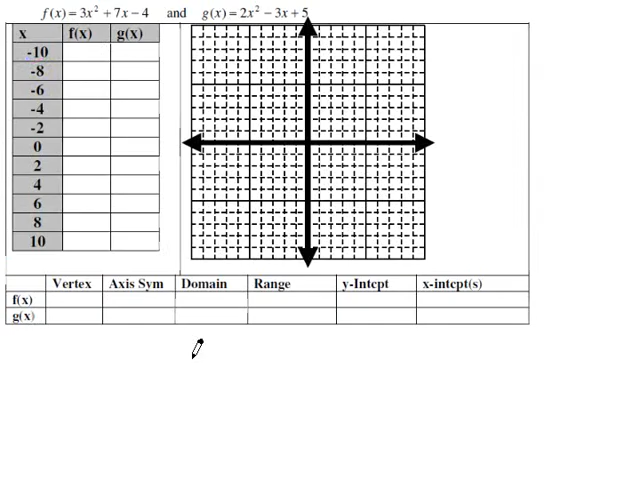 f(x) = 3x² + 7x − 4 and g(x) = 2x² − 3x + 5
x f(x) g(x)
-10
-8
-6
-4
-2
0
2
4
6
8
10
Vertex Axis Sym Domain Range y-Intcpt x-intcpt(s)
f(x)
g(x)